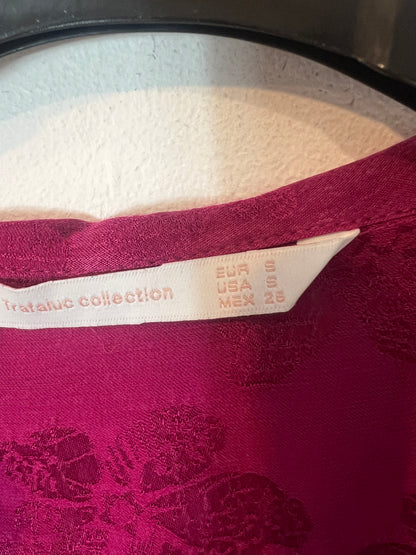 Trafaluc collection
EUR S
USA S
MEX 26